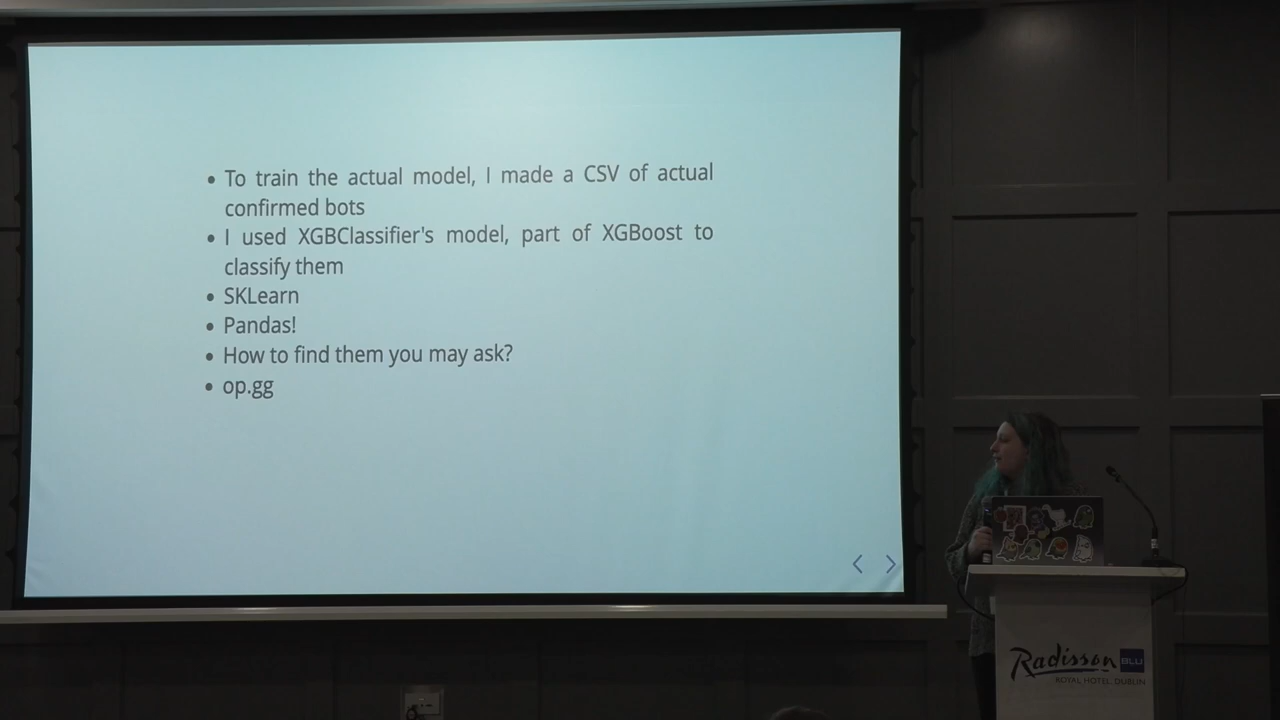 • To train the actual model, I made a CSV of actual
confirmed bots
• I used XGBClassifier's model, part of XGBoost to
classify them
• SKLearn
• Pandas!
• How to find them you may ask?
• op.gg
Radisson BLU
ROYAL HOTEL, DUBLIN